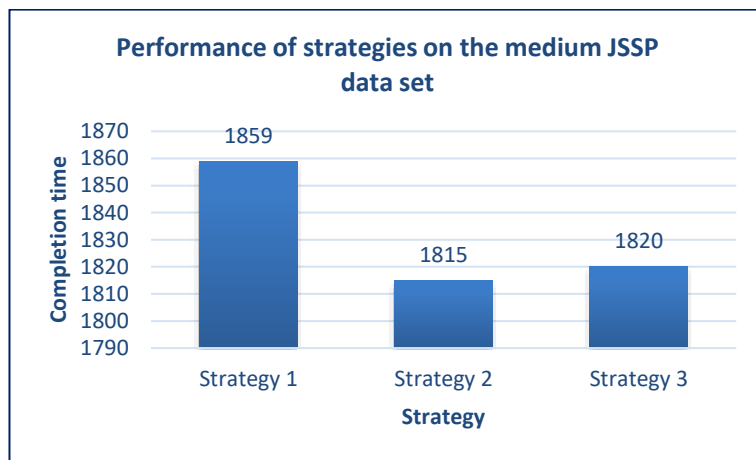 Performance of strategies on the medium JSSP
data set
Completion time
1870
1860
1850
1840
1830
1820
1810
1800
1790
1859
1815
1820
Strategy 1
Strategy 2
Strategy 3
Strategy